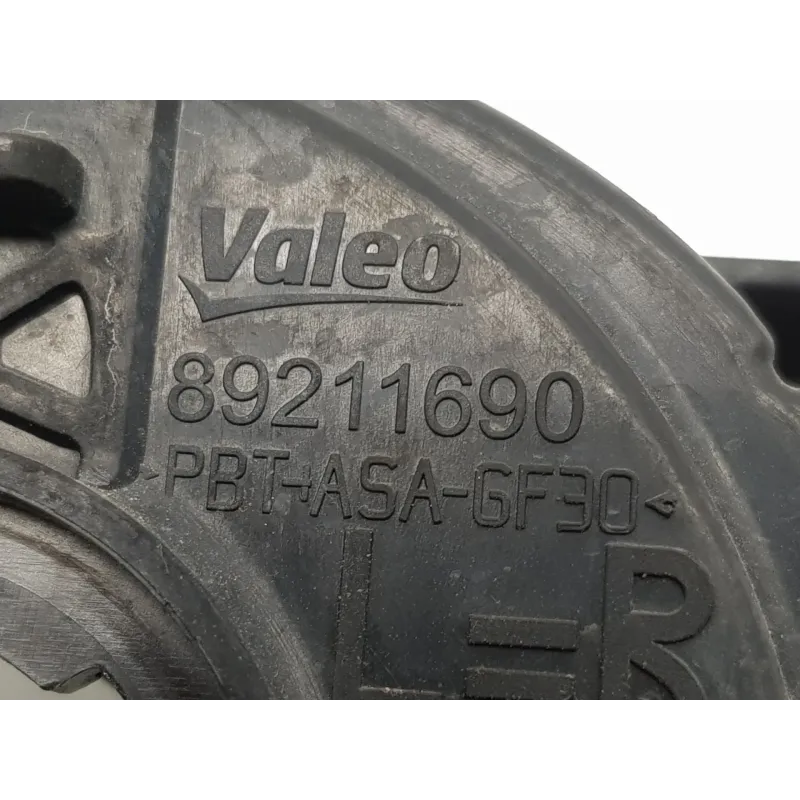 Valeo
89211690
>PBT+ASA-GF30<
L=R